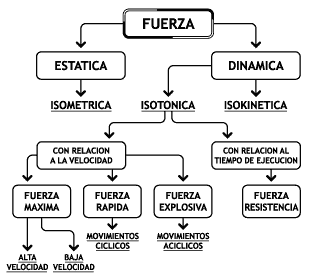 FUERZA
ESTATICA
DINAMICA
ISOMETRICA
ISOTONICA
ISOKINETICA
CON RELACION
A LA VELOCIDAD
CON RELACION AL
TIEMPO DE EJECUCION
FUERZA
MAXIMA
FUERZA
RAPIDA
FUERZA
EXPLOSIVA
FUERZA
RESISTENCIA
MOVIMIENTOS
CICLICOS
MOVIMIENTOS
ACICLICOS
ALTA
VELOCIDAD
BAJA
VELOCIDAD